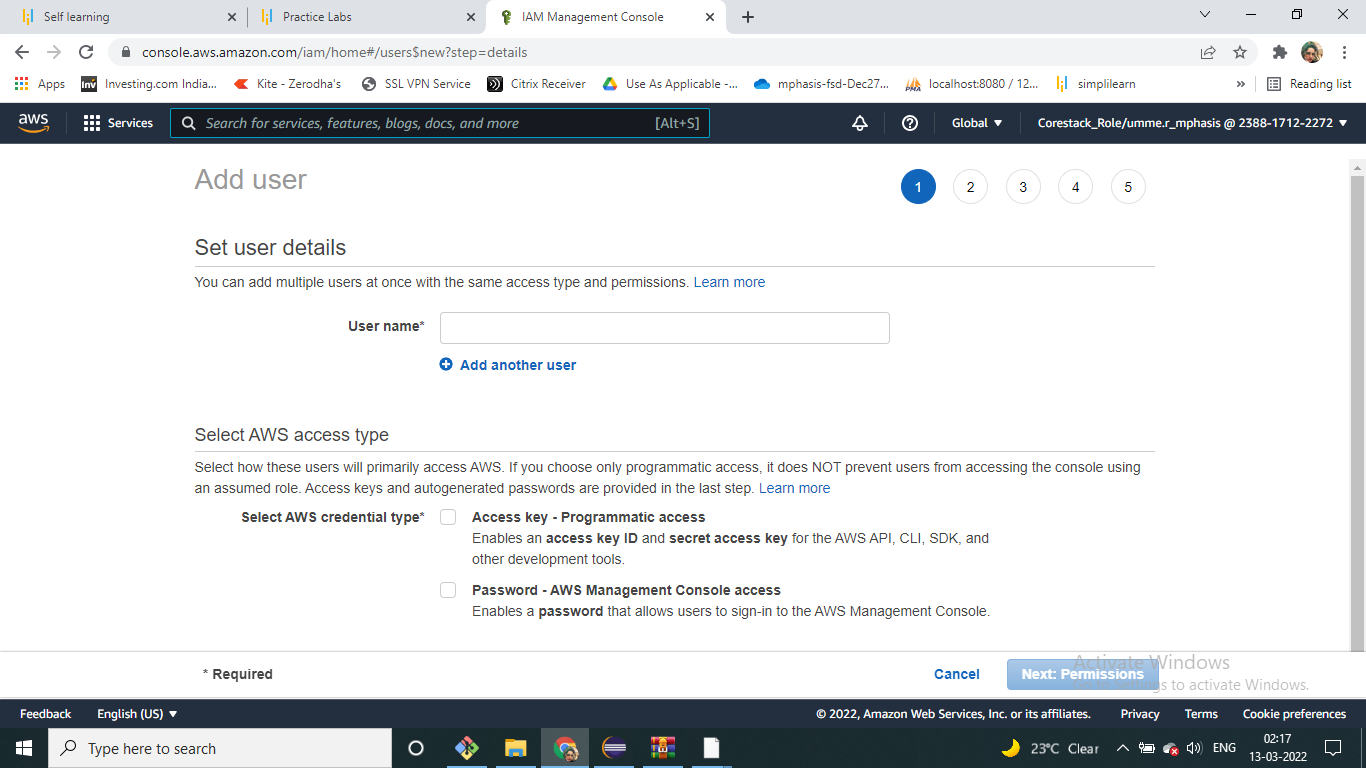 Self learning
Practice Labs
IAM Management Console
console.aws.amazon.com/iam/home#/users$new?step=details
Apps
Inv
Investing.com India...
Kite - Zerodha's
SSL VPN Service
Citrix Receiver
Use As Applicable -...
mphasis-fsd-Dec27...
PMA
localhost:8080 / 12...
simplilearn
»
Reading list
aws
Services
Search for services, features, blogs, docs, and more
[Alt+S]
Global
Corestack_Role/umme.r_mphasis @ 2388-1712-2272
Add user
1
2
3
4
5
Set user details
You can add multiple users at once with the same access type and permissions. Learn more
User name*
Add another user
Select AWS access type
Select how these users will primarily access AWS. If you choose only programmatic access, it does NOT prevent users from accessing the console using
an assumed role. Access keys and autogenerated passwords are provided in the last step. Learn more
Select AWS credential type*
Access key - Programmatic access
Enables an access key ID and secret access key for the AWS API, CLI, SDK, and
other development tools.
Password - AWS Management Console access
Enables a password that allows users to sign-in to the AWS Management Console.
* Required
Cancel
Next: Permissions
Activate Windows
to activate Windows.
Feedback
English (US)
© 2022, Amazon Web Services, Inc. or its affiliates.
Privacy
Terms
Cookie preferences
Type here to search
23°C Clear
ENG
02:17
13-03-2022